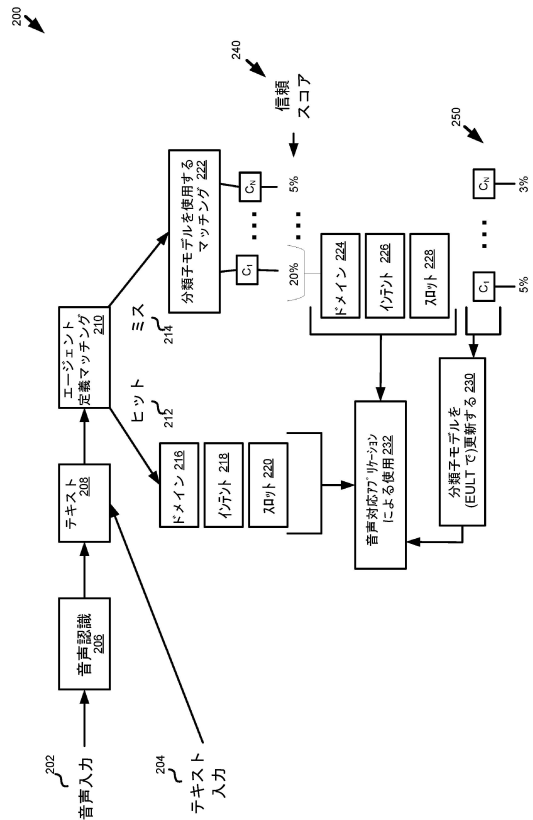 200
202
音声入力
204
テキスト
入力
音声認識
206
テキスト
208
エージェント
定義マッチング
210
ヒット
212
ミス
214
ドメイン 216
インテント 218
スロット 220
分類子モデルを使用する
マッチング 222
C1
CN
20%
5%
240
信頼
スコア
ドメイン 224
インテント 226
スロット 228
音声対応アプリケーション
による使用 232
分類子モデルを
(EULTで)更新する 230
250
C1
CN
5%
3%